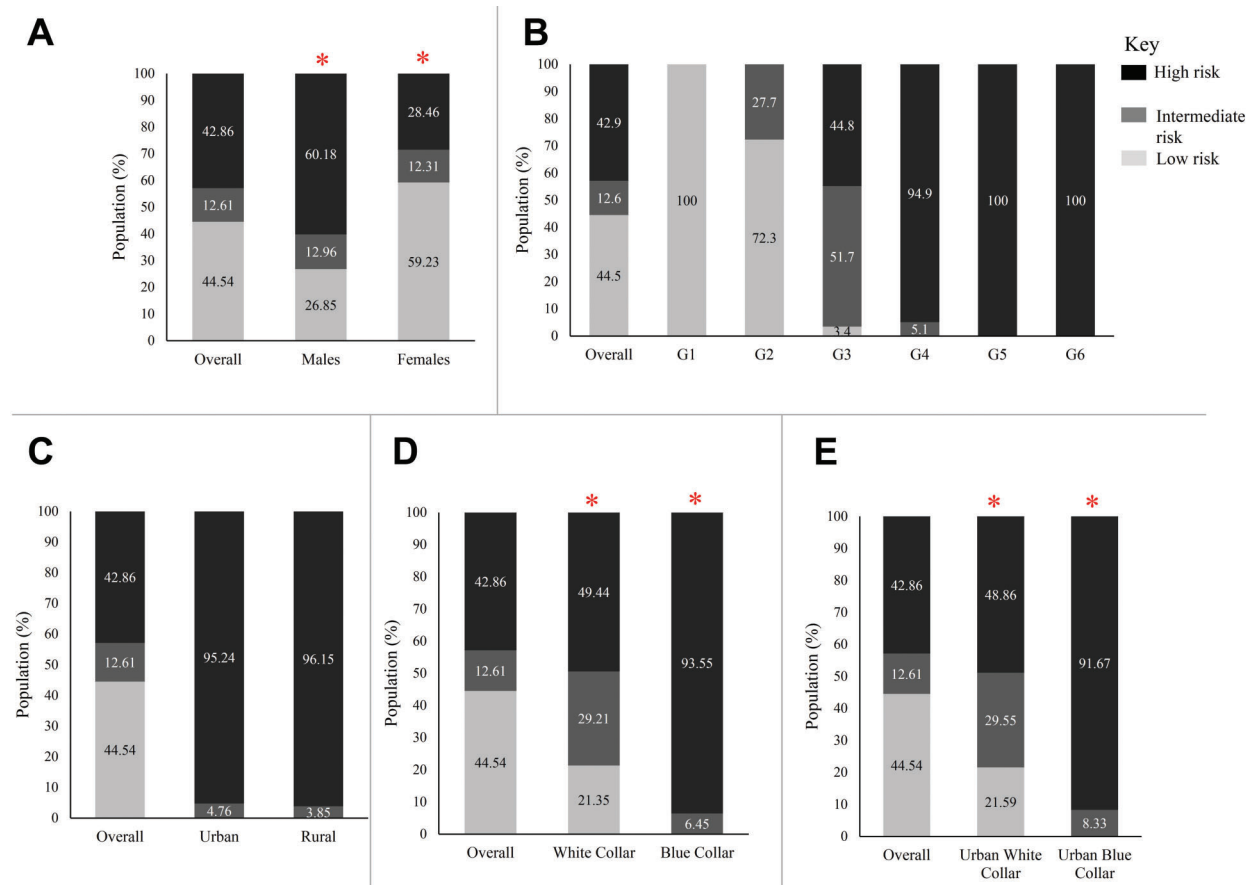 A
*
*
Population (%)
100
90
80
70
60
50
40
30
20
10
0
42.86
12.61
44.54
60.18
12.96
26.85
28.46
12.31
59.23
Overall
Males
Females
B
Population (%)
100
90
80
70
60
50
40
30
20
10
0
42.9
12.6
44.5
100
27.7
72.3
44.8
51.7
3.4
94.9
5.1
100
100
Overall
G1
G2
G3
G4
G5
G6
Key
High risk
Intermediate
risk
Low risk
C
Population (%)
100
90
80
70
60
50
40
30
20
10
0
42.86
12.61
44.54
95.24
4.76
96.15
3.85
Overall
Urban
Rural
D
*
*
Population (%)
100
90
80
70
60
50
40
30
20
10
0
42.86
12.61
44.54
49.44
29.21
21.35
93.55
6.45
Overall
White Collar
Blue Collar
E
*
*
Population (%)
100
90
80
70
60
50
40
30
20
10
0
42.86
12.61
44.54
48.86
29.55
21.59
91.67
8.33
Overall
Urban White
Collar
Urban Blue
Collar